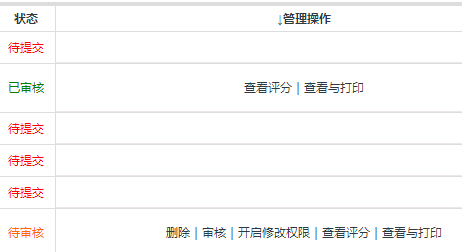 状态 ↓管理操作
待提交
已审核 查看评分 | 查看与打印
待提交
待提交
待提交
待审核 删除 | 审核 | 开启修改权限 | 查看评分 | 查看与打印